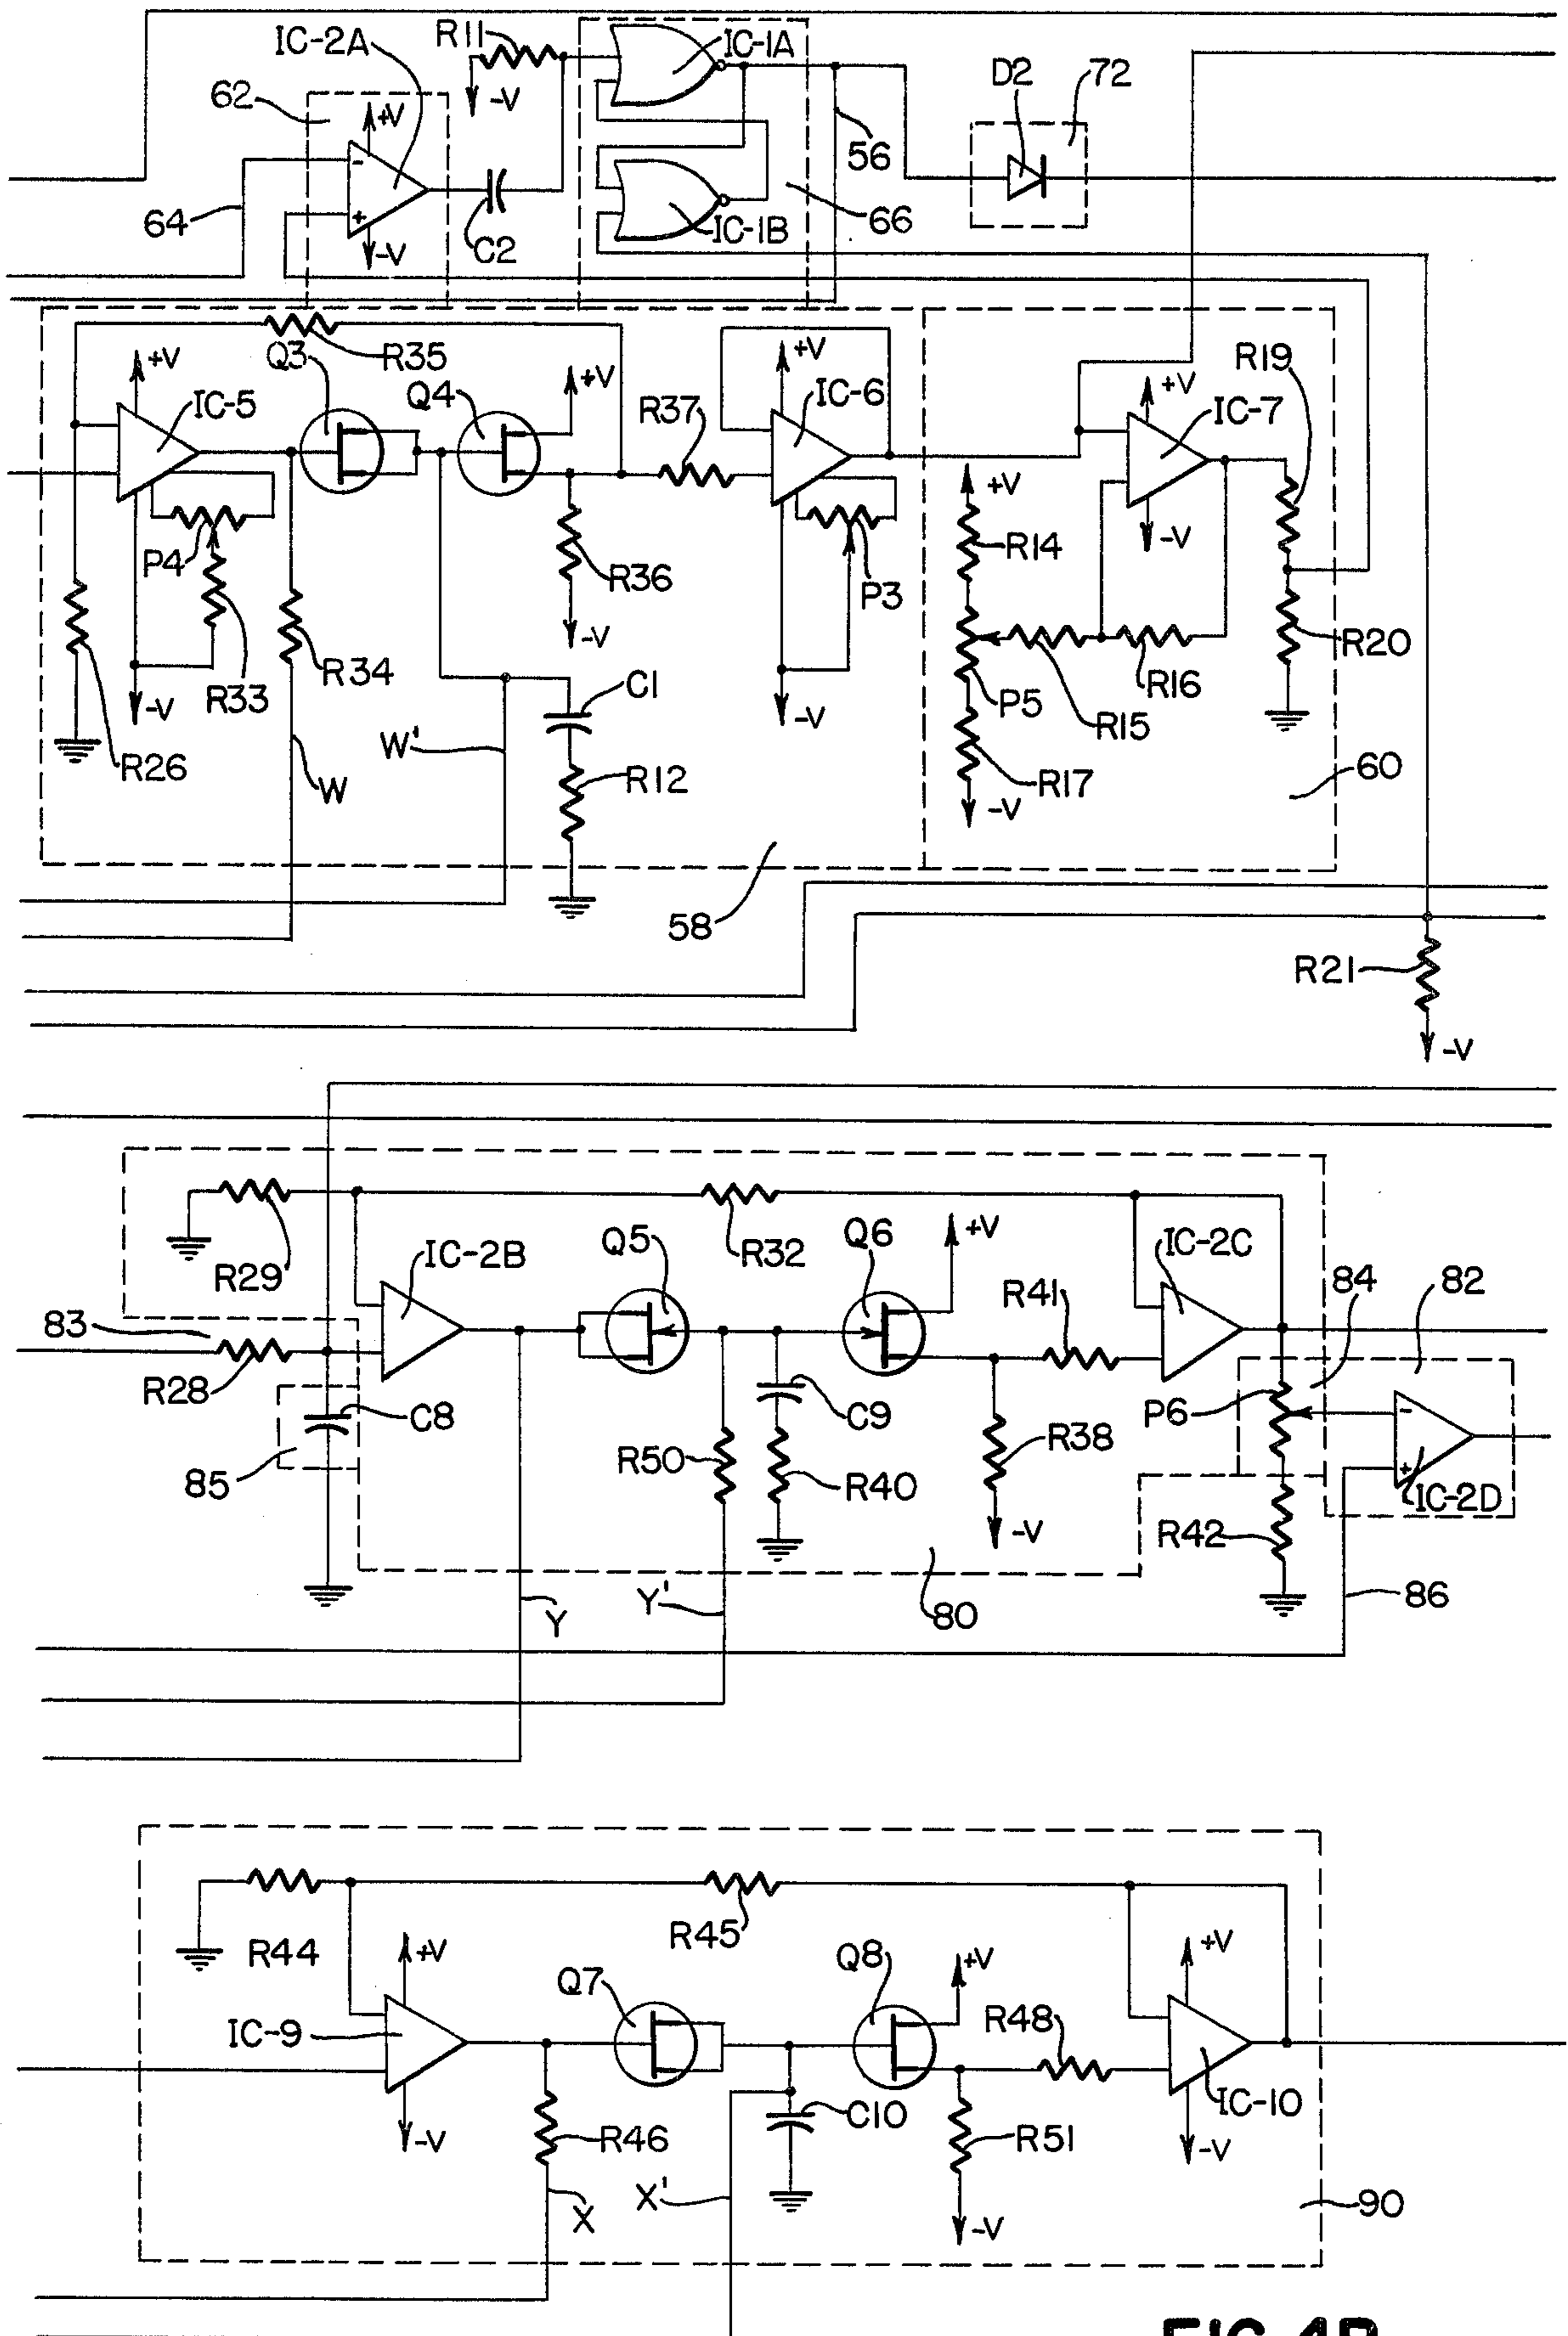 IC-2A
R11
IC-1A
D2
72
62
+V
-V
-
+
64
-V
C2
IC-1B
66
56
Q3
R35
+V
IC-5
Q4
+V
R37
+V
IC-6
R19
+V
IC-7
+V
R14
-V
P4
R36
P3
R33
R34
-V
C1
-V
-V
P5
R15
R16
R20
R17
-V
R26
W
W'
R12
60
58
R21
-V
R29
IC-2B
Q5
R32
Q6
+V
IC-2C
R41
84
82
83
R28
C8
C9
P6
-
+
IC-2D
85
R50
R40
R38
-V
R42
86
Y
Y'
80
R44
R45
+V
Q7
Q8
+V
+V
IC-9
R48
-V
R46
C10
R51
IC-10
-V
X
X'
-V
90